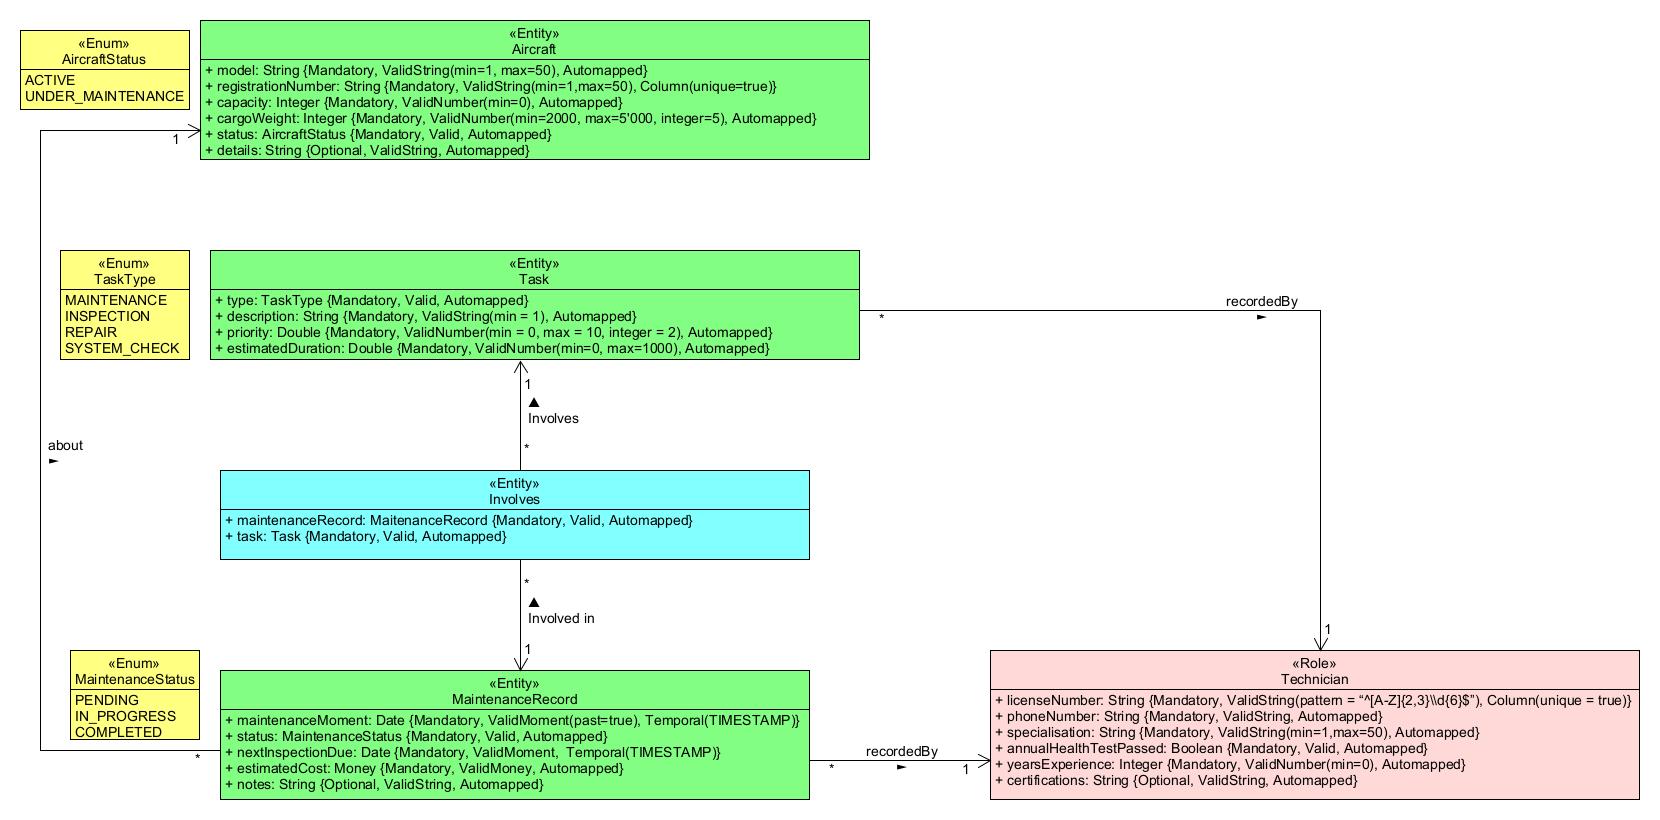 «Enum»
AircraftStatus
ACTIVE
UNDER_MAINTENANCE
«Entity»
Aircraft
+ model: String {Mandatory, ValidString(min=1, max=50), Automapped}
+ registrationNumber: String {Mandatory, ValidString(min=1,max=50), Column(unique=true)}
+ capacity: Integer {Mandatory, ValidNumber(min=0), Automapped}
+ cargoWeight: Integer {Mandatory, ValidNumber(min=2000, max=5'000, integer=5), Automapped}
+ status: AircraftStatus {Mandatory, Valid, Automapped}
+ details: String {Optional, ValidString, Automapped}
1
«Enum»
TaskType
MAINTENANCE
INSPECTION
REPAIR
SYSTEM_CHECK
«Entity»
Task
+ type: TaskType {Mandatory, Valid, Automapped}
+ description: String {Mandatory, ValidString(min = 1), Automapped}
+ priority: Double {Mandatory, ValidNumber(min = 0, max = 10, integer = 2), Automapped}
+ estimatedDuration: Double {Mandatory, ValidNumber(min=0, max=1000), Automapped}
*
recordedBy
1
Involves
*
about
«Entity»
Involves
+ maintenanceRecord: MaitenanceRecord {Mandatory, Valid, Automapped}
+ task: Task {Mandatory, Valid, Automapped}
*
Involved in
1
1
«Enum»
MaintenanceStatus
PENDING
IN_PROGRESS
COMPLETED
*
«Entity»
MaintenanceRecord
+ maintenanceMoment: Date {Mandatory, ValidMoment(past=true), Temporal(TIMESTAMP)}
+ status: MaintenanceStatus {Mandatory, Valid, Automapped}
+ nextInspectionDue: Date {Mandatory, ValidMoment,  Temporal(TIMESTAMP)}
+ estimatedCost: Money {Mandatory, ValidMoney, Automapped}
+ notes: String {Optional, ValidString, Automapped}
recordedBy
*
1
«Role»
Technician
+ licenseNumber: String {Mandatory, ValidString(pattern = “^[A-Z]{2,3}\\d{6}$”), Column(unique = true)}
+ phoneNumber: String {Mandatory, ValidString, Automapped}
+ specialisation: String {Mandatory, ValidString(min=1,max=50), Automapped}
+ annualHealthTestPassed: Boolean {Mandatory, Valid, Automapped}
+ yearsExperience: Integer {Mandatory, ValidNumber(min=0), Automapped}
+ certifications: String {Optional, ValidString, Automapped}